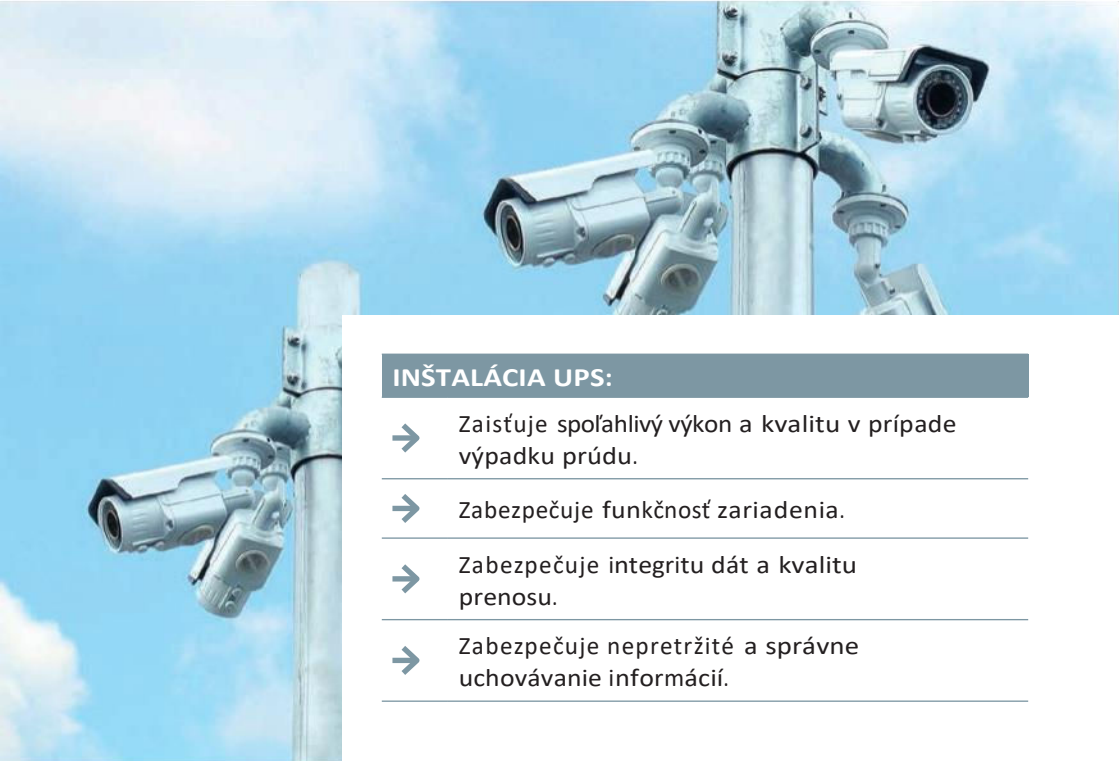 INŠTALÁCIA UPS:
Zaisťuje spoľahlivý výkon a kvalitu v prípade
výpadku prúdu.
Zabezpečuje funkčnosť zariadenia.
Zabezpečuje integritu dát a kvalitu
prenosu.
Zabezpečuje nepretržité a správne
uchovávanie informácií.